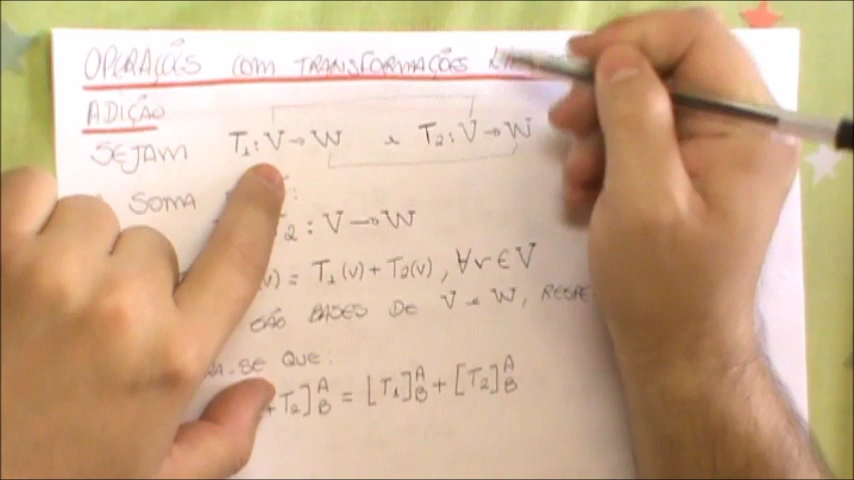 OPERAÇÕES COM TRANSFORMAÇÕES
ADIÇÃO
SEJAM T₁: V → W e T₂: V → W
SOMA :
₂ : V → W
(v) = T₁(v) + T₂(v), ∀v ∈ V
SÃO BASES DE V e W,
-SE QUE:
+ T₂]ᴬ_B = [T₁]ᴬ_B + [T₂]ᴬ_B